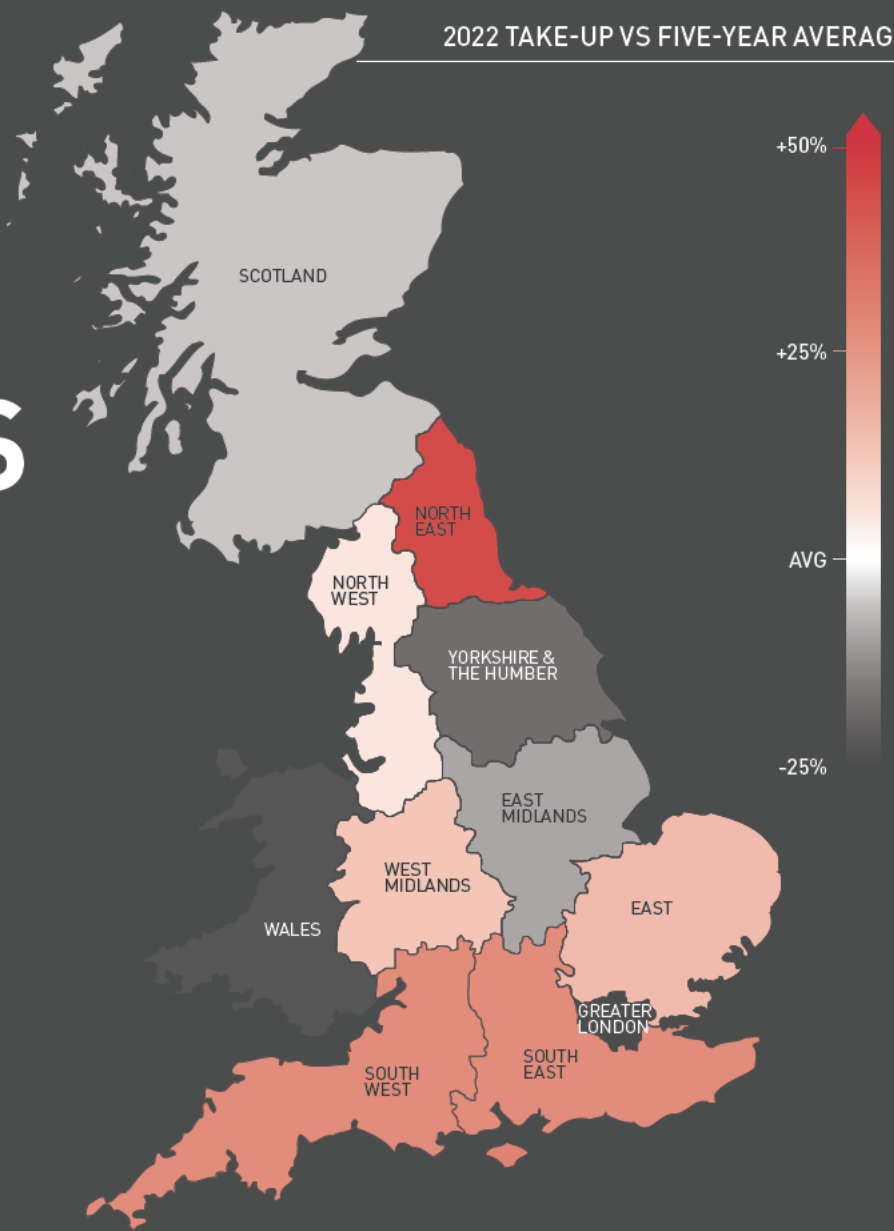 2022 TAKE-UP VS FIVE-YEAR AVERAG
+50%
SCOTLAND
+25%
S
NORTH
EAST
AVG
NORTH
WEST
YORKSHIRE &
THE HUMBER
-25%
EAST
MIDLANDS
WEST
MIDLANDS
EAST
WALES
GREATER
LONDON
SOUTH
EAST
SOUTH
WEST